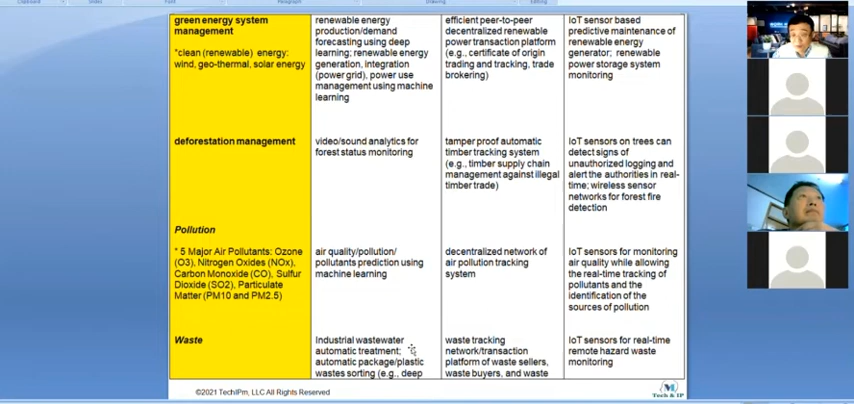 Clipboard
Slides
Font
Paragraph
Drawing
Editing
green energy system
management
*clean (renewable) energy:
wind, geo-thermal, solar energy
renewable energy
production/demand
forecasting using deep
learning; renewable energy
generation, integration
(power grid), power use
management using machine
learning
efficient peer-to-peer
decentralized renewable
power transaction platform
(e.g., certificate of origin
trading and tracking, trade
brokering)
IoT sensor based
predictive maintenance of
renewable energy
generator; renewable
power storage system
monitoring
deforestation management
video/sound analytics for
forest status monitoring
tamper proof automatic
timber tracking system
(e.g., timber supply chain
management against illegal
timber trade)
IoT sensors on trees can
detect signs of
unauthorized logging and
alert the authorities in real-
time; wireless sensor
networks for forest fire
detection
Pollution
* 5 Major Air Pollutants: Ozone
(O3), Nitrogen Oxides (NOx),
Carbon Monoxide (CO), Sulfur
Dioxide (SO2), Particulate
Matter (PM10 and PM2.5)
air quality/pollution/
pollutants prediction using
machine learning
decentralized network of
air pollution tracking
system
IoT sensors for monitoring
air quality while allowing
the real-time tracking of
pollutants and the
identification of the
sources of pollution
Waste
Industrial wastewater
automatic treatment;
automatic package/plastic
wastes sorting (e.g., deep
waste tracking
network/transaction
platform of waste sellers,
waste buyers, and waste
IoT sensors for real-time
remote hazard waste
monitoring
©2021 TechIPm, LLC All Rights Reserved
Tech & IP